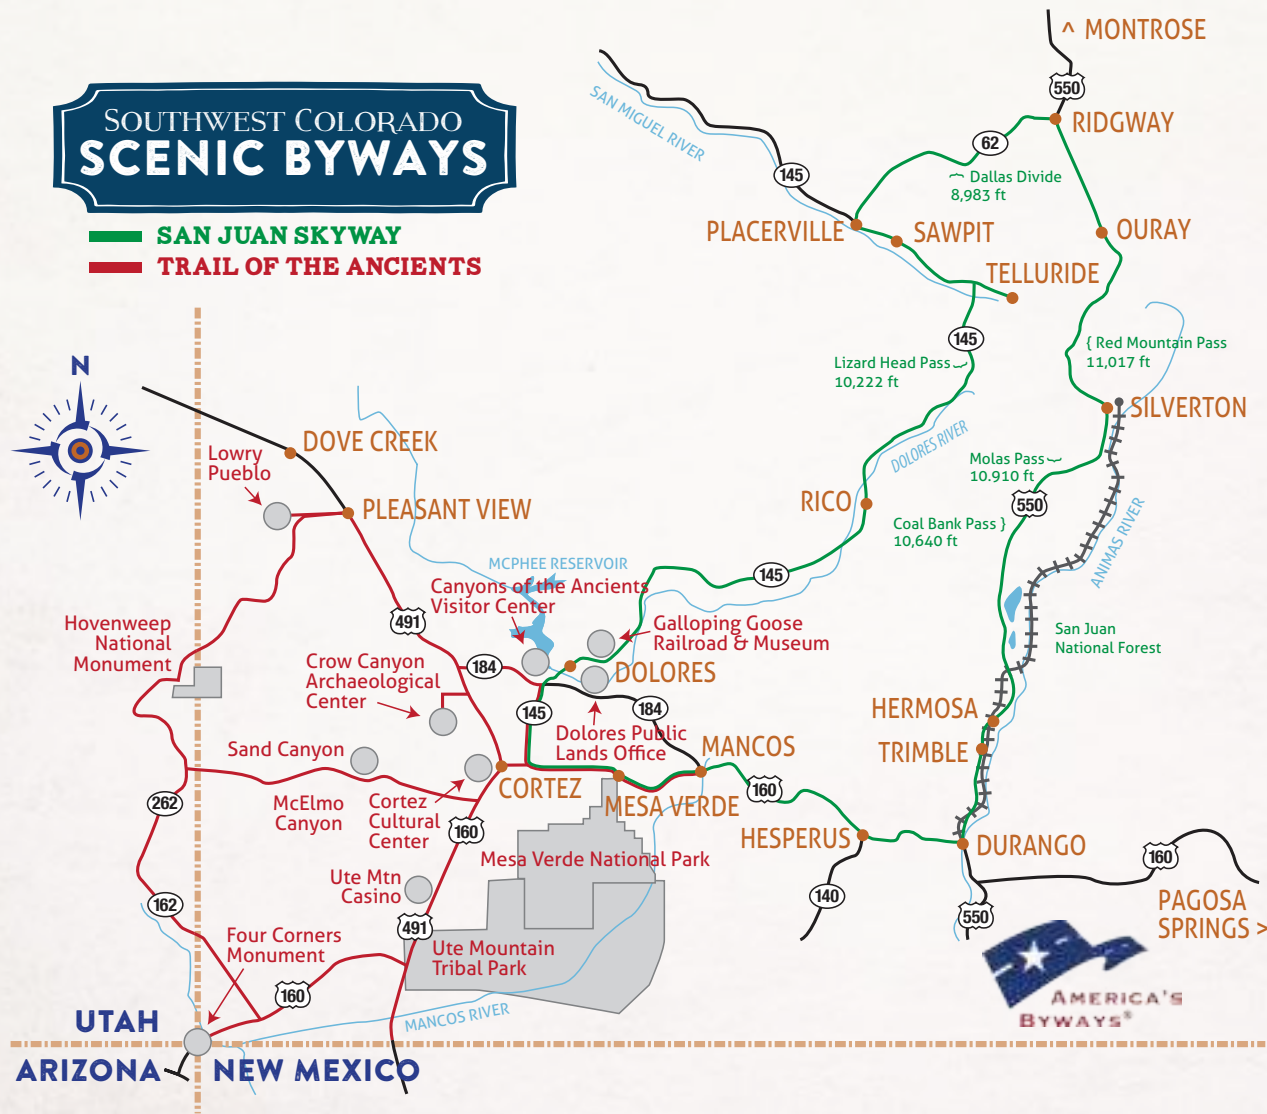 ^ MONTROSE
550
SOUTHWEST COLORADO
SCENIC BYWAYS
SAN JUAN SKYWAY
TRAIL OF THE ANCIENTS
SAN MIGUEL RIVER
RIDGWAY
62
145
Dallas Divide
8,983 ft
PLACERVILLE
SAWPIT
OURAY
TELLURIDE
145
Red Mountain Pass
11,017 ft
Lizard Head Pass
10,222 ft
N
SILVERTON
DOLORES RIVER
DOVE CREEK
Lowry
Pueblo
Molas Pass
10.910 ft
PLEASANT VIEW
RICO
550
Coal Bank Pass }
10,640 ft
ANIMAS RIVER
MCPHEE RESERVOIR
145
Canyons of the Ancients
Visitor Center
491
Galloping Goose
Railroad & Museum
Hovenweep
National
Monument
San Juan
National Forest
Crow Canyon
Archaeological
Center
184
DOLORES
145
184
HERMOSA
Dolores Public
Lands Office
Sand Canyon
MANCOS
TRIMBLE
CORTEZ
160
262
McElmo
Canyon
Cortez
Cultural
Center
MESA VERDE
160
HESPERUS
DURANGO
Mesa Verde National Park
160
Ute Mtn
Casino
140
162
491
550
PAGOSA
SPRINGS >
Four Corners
Monument
Ute Mountain
Tribal Park
160
MANCOS RIVER
AMERICA'S
BYWAYS®
UTAH
ARIZONA
NEW MEXICO